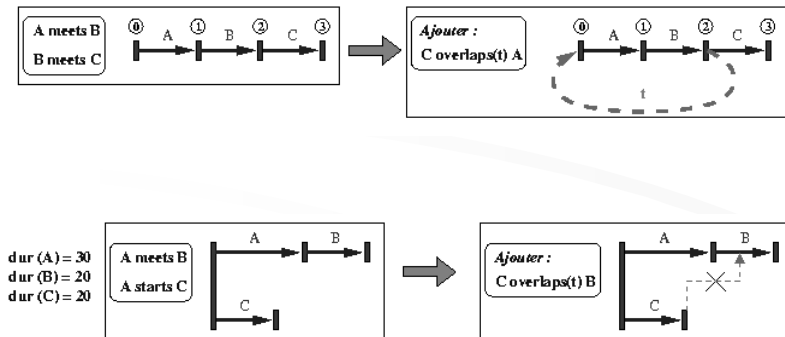 A meets B
B meets C
0 1 2 3
A B C
Ajouter :
C overlaps(t) A
0 1 2 3
A B C
t
dur (A) = 30
dur (B) = 20
dur (C) = 20
A meets B
A starts C
A B
C
Ajouter :
C overlaps(t) B
A B
C